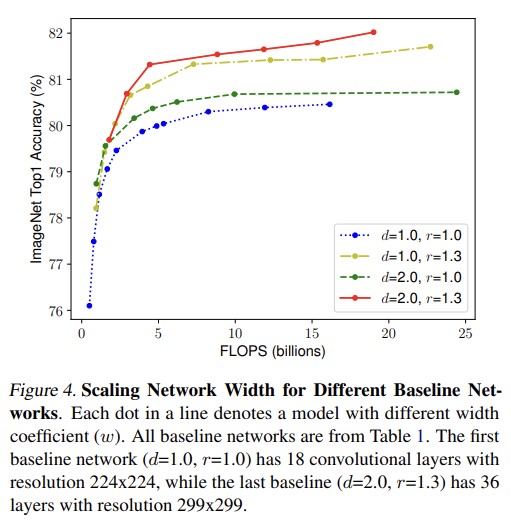 82
81
80
79
78
77
76
ImageNet Top1 Accuracy (%)
d=1.0, r=1.0
d=1.0, r=1.3
d=2.0, r=1.0
d=2.0, r=1.3
0 5 10 15 20 25
FLOPS (billions)
Figure 4. Scaling Network Width for Different Baseline Net-
works. Each dot in a line denotes a model with different width
coefficient (w). All baseline networks are from Table 1. The first
baseline network (d=1.0, r=1.0) has 18 convolutional layers with
resolution 224x224, while the last baseline (d=2.0, r=1.3) has 36
layers with resolution 299x299.